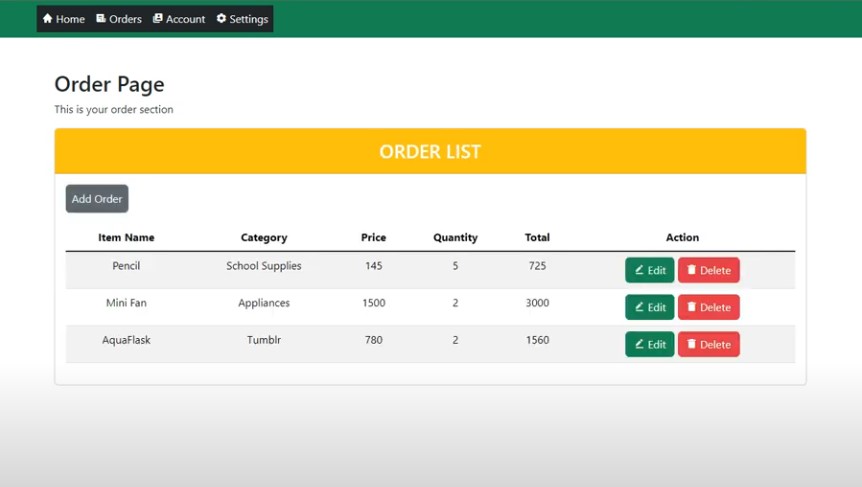 Home Orders Account Settings
Order Page
This is your order section
ORDER LIST
Add Order
Item Name Category Price Quantity Total Action
Pencil School Supplies 145 5 725 Edit Delete
Mini Fan Appliances 1500 2 3000 Edit Delete
AquaFlask Tumblr 780 2 1560 Edit Delete